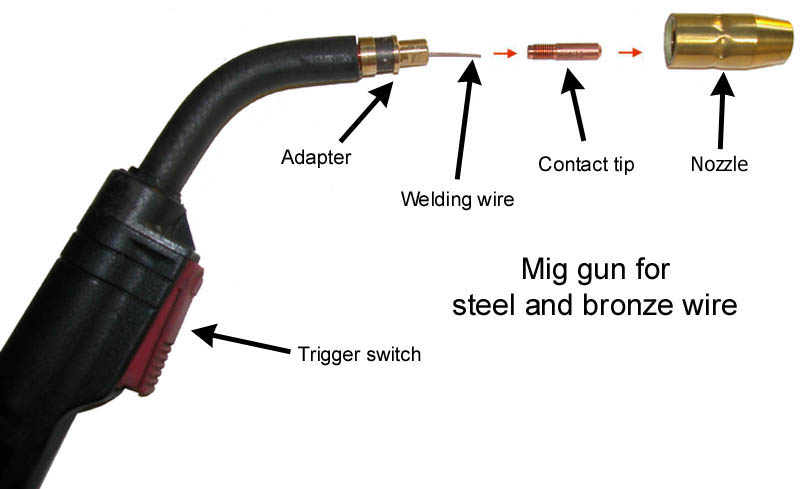 Adapter
Welding wire
Contact tip
Nozzle
Mig gun for
steel and bronze wire
Trigger switch